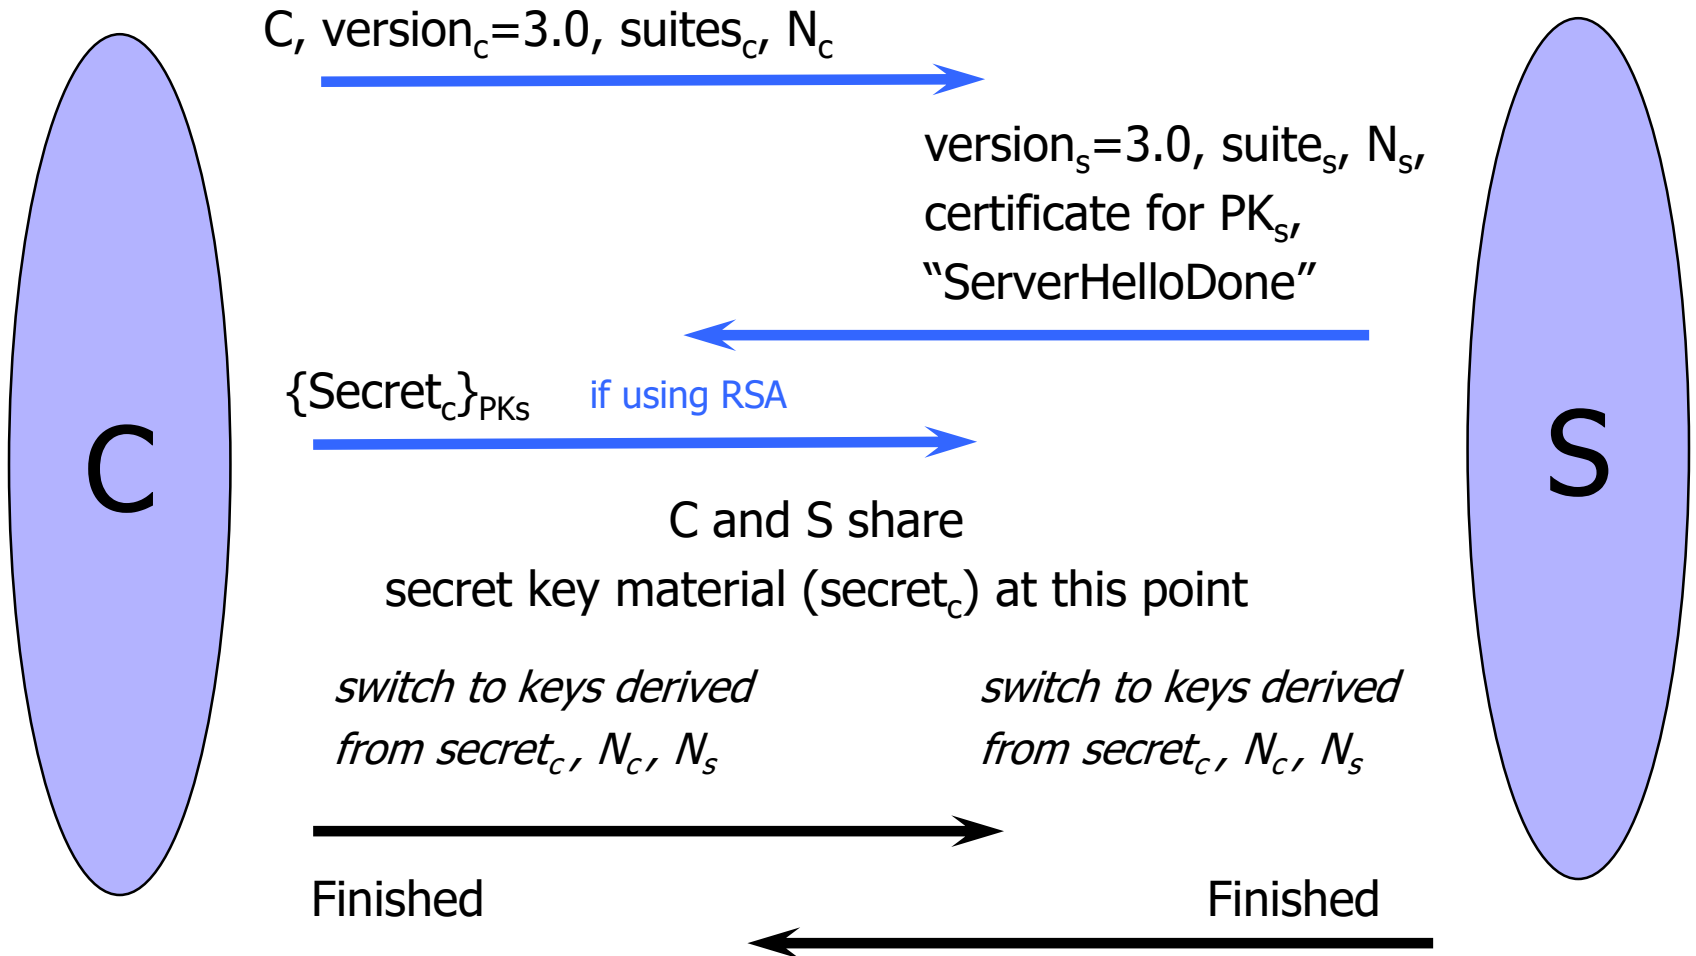 C, version_c=3.0, suites_c, N_c
version_s=3.0, suite_s, N_s,
certificate for PK_s,
“ServerHelloDone”
{Secret_c}_PKs if using RSA
C
S
C and S share
secret key material (secret_c) at this point
switch to keys derived
from secret_c, N_c, N_s
switch to keys derived
from secret_c, N_c, N_s
Finished
Finished